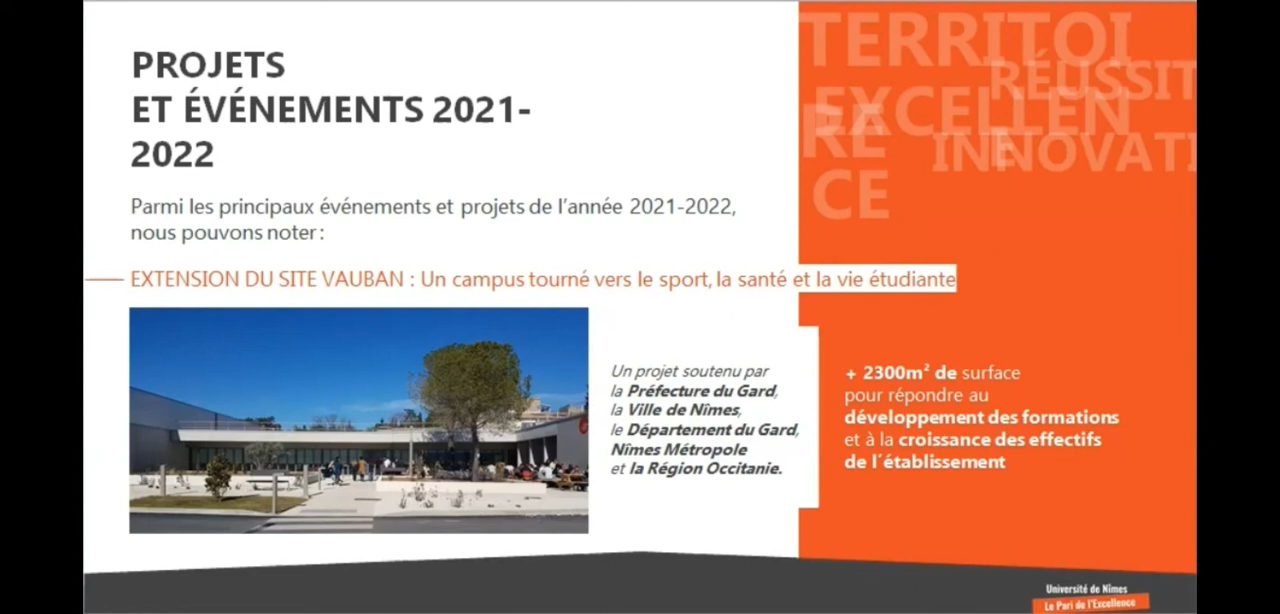 PROJETS
ET ÉVÉNEMENTS 2021-
2022
Parmi les principaux événements et projets de l'année 2021-2022,
nous pouvons noter :
EXTENSION DU SITE VAUBAN : Un campus tourné vers le sport, la santé et la vie étudiante
Un projet soutenu par
la Préfecture du Gard,
la Ville de Nîmes,
le Département du Gard,
Nîmes Métropole
et la Région Occitanie.
TERRITOI
RÉUSSIT
EXCELLEN
RE
INNOVATI
CE
+ 2300m² de surface
pour répondre au
développement des formations
et à la croissance des effectifs
de l´établissement
Université de Nîmes
Le Pari de l'Excellence